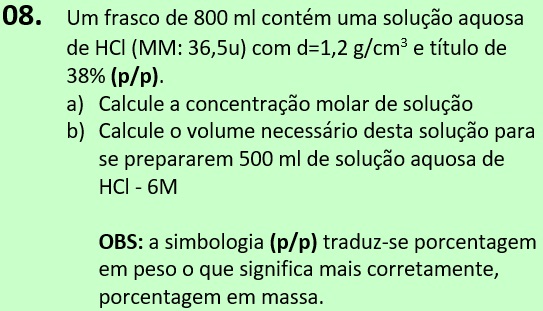 08. Um frasco de 800 ml contém uma solução aquosa
de HCl (MM: 36,5u) com d=1,2 g/cm³ e título de
38% (p/p).
a) Calcule a concentração molar de solução
b) Calcule o volume necessário desta solução para
se prepararem 500 ml de solução aquosa de
HCl - 6M
OBS: a simbologia (p/p) traduz-se porcentagem
em peso o que significa mais corretamente,
porcentagem em massa.